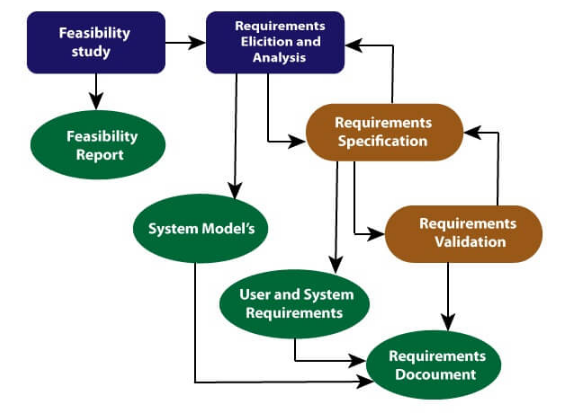 Feasibility
study
Requirements
Elicition and
Analysis
Feasibility
Report
Requirements
Specification
System Model's
Requirements
Validation
User and System
Requirements
Requirements
Docoument